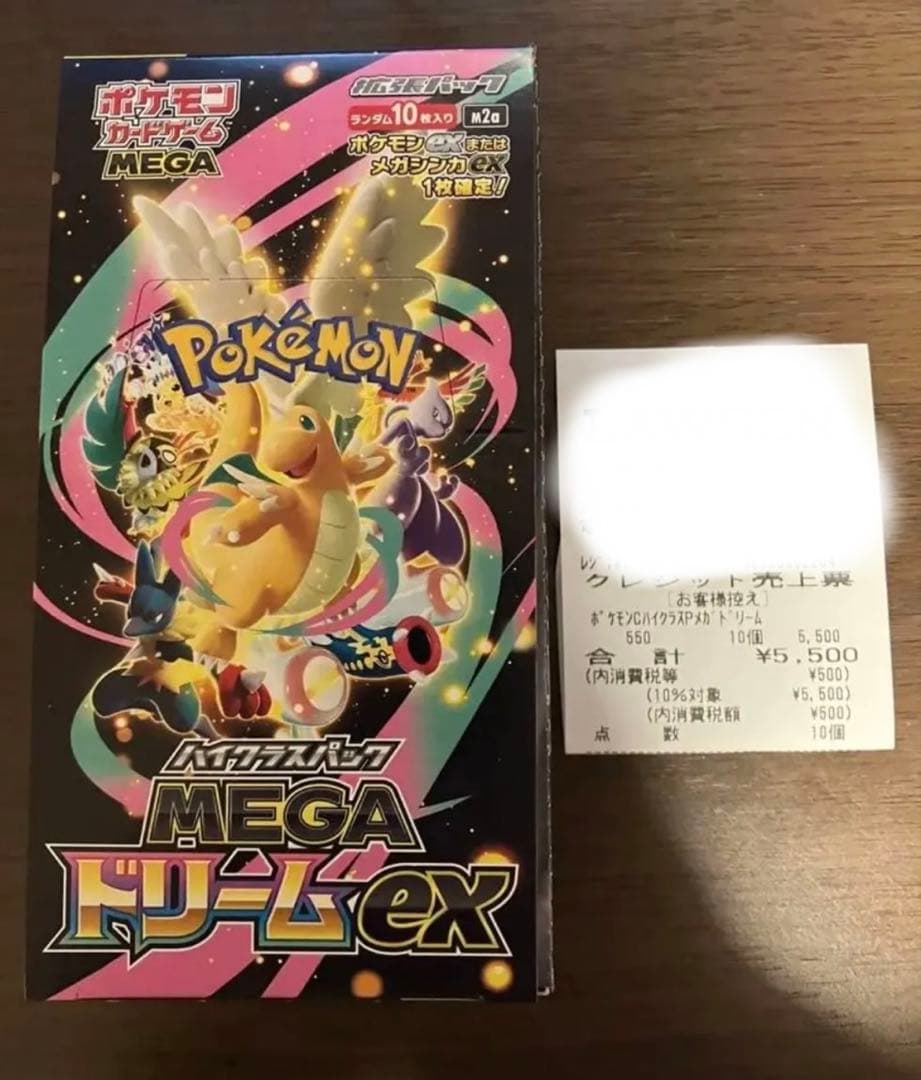 ポケモン
カードゲーム
MEGA
拡張パック
ランダム10枚入り M2a
ポケモンexまたは
メガシンカex
1枚確定!
POKéMON
ハイクラスパック
MEGA
ドリームex
クレジット売上票
[お客様控え]
ポケモンCハイクラスPメガドリーム
550 10個 5,500
合 計 ¥5,500
(内消費税等 ¥500)
(10%対象 ¥5,500)
(内消費税額 ¥500)
点 数 10個